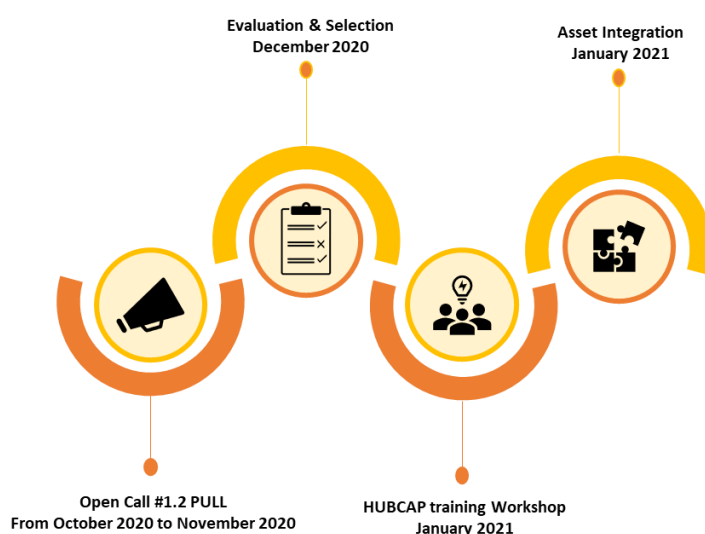 Evaluation & Selection
December 2020
Asset Integration
January 2021
Open Call #1.2 PULL
From October 2020 to November 2020
HUBCAP training Workshop
January 2021